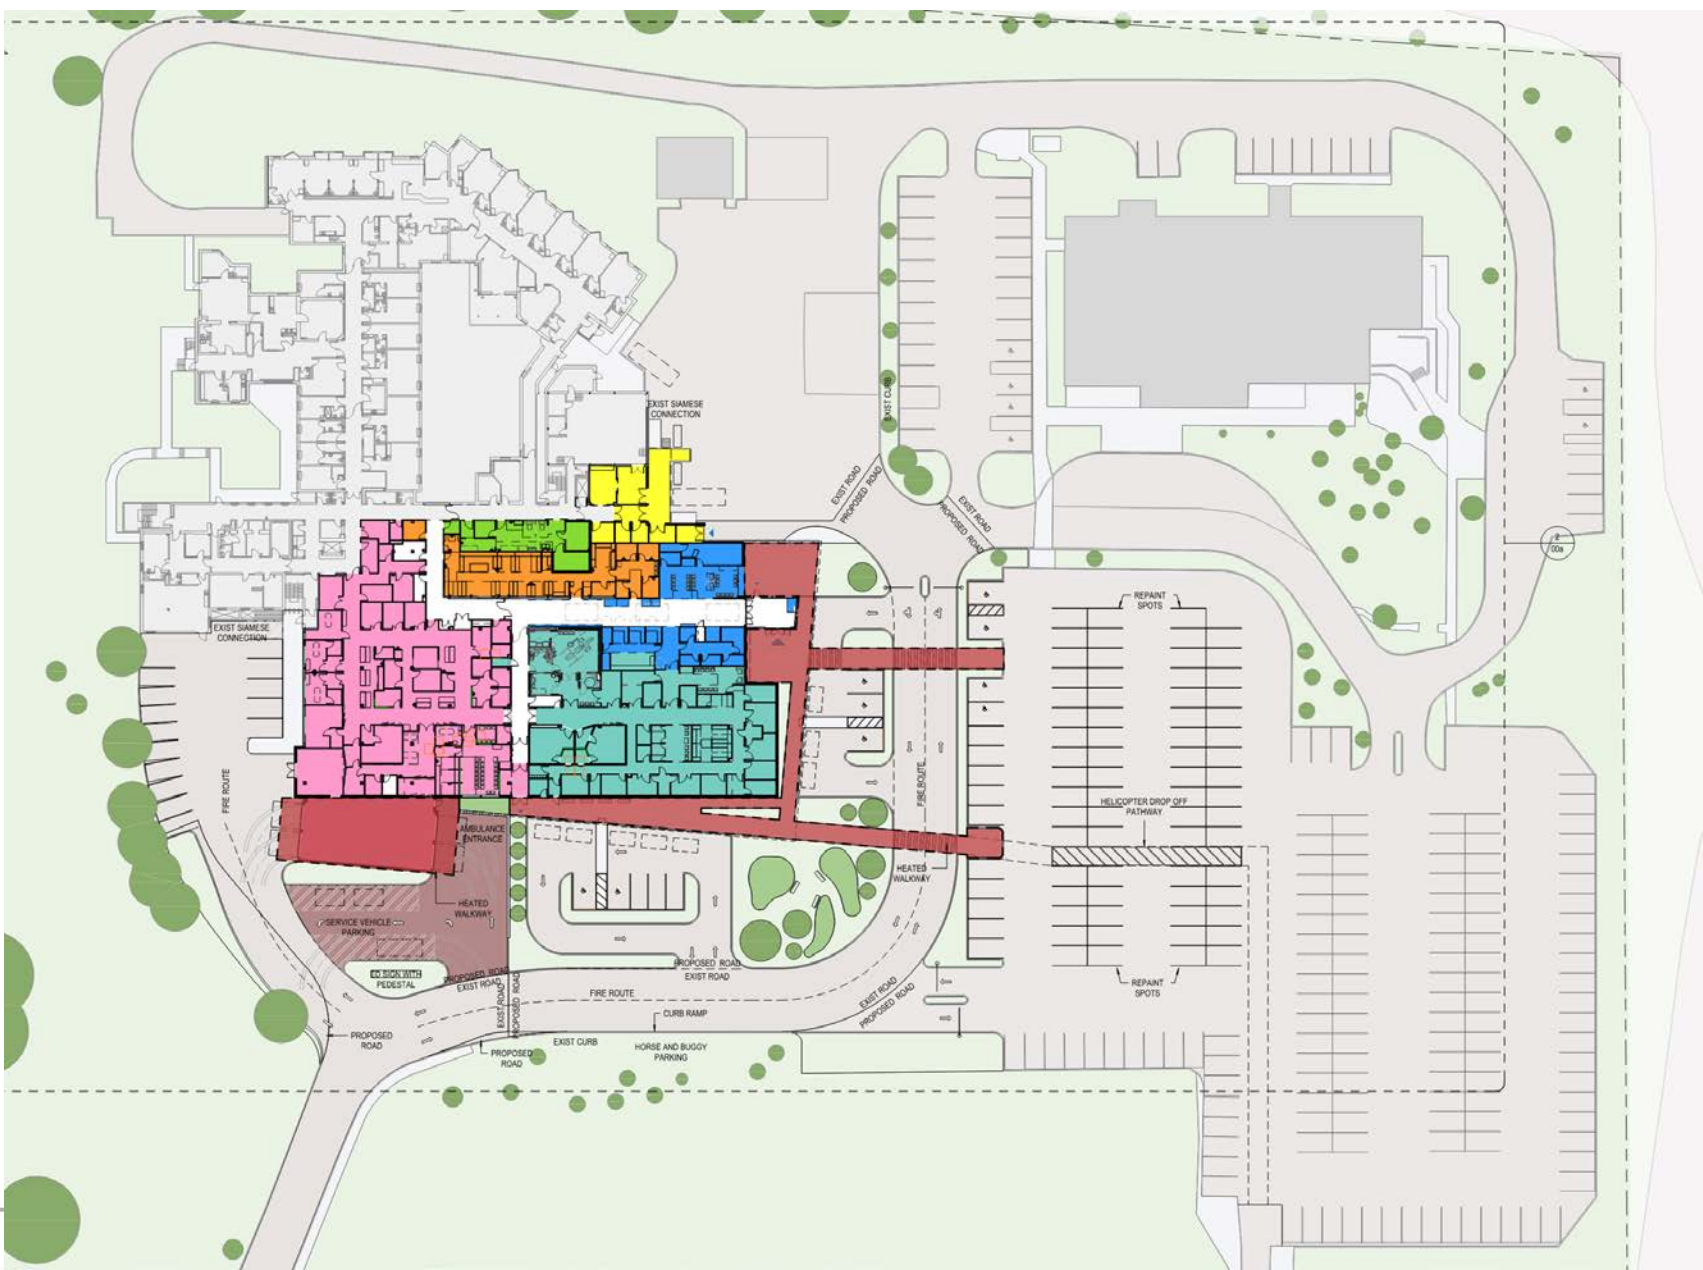 EXIST SIAMESE
CONNECTION
EXIST CURB
EXIST ROAD
PROPOSED ROAD
EXIST ROAD
PROPOSED ROAD
2
00a
REPAINT
SPOTS
EXIST SIAMESE
CONNECTION
FIRE ROUTE
FIRE ROUTE
HELICOPTER DROP OFF
PATHWAY
AMBULANCE
ENTRANCE
HEATED
WALKWAY
HEATED
WALKWAY
SERVICE VEHICLE
PARKING
ED SIGN WITH
PEDESTAL
PROPOSED ROAD
EXIST ROAD
PROPOSED ROAD
EXIST ROAD
EXIST ROAD
PROPOSED ROAD
FIRE ROUTE
EXIST ROAD
PROPOSED ROAD
REPAINT
SPOTS
CURB RAMP
PROPOSED
ROAD
EXIST CURB
HORSE AND BUGGY
PARKING
PROPOSED
ROAD